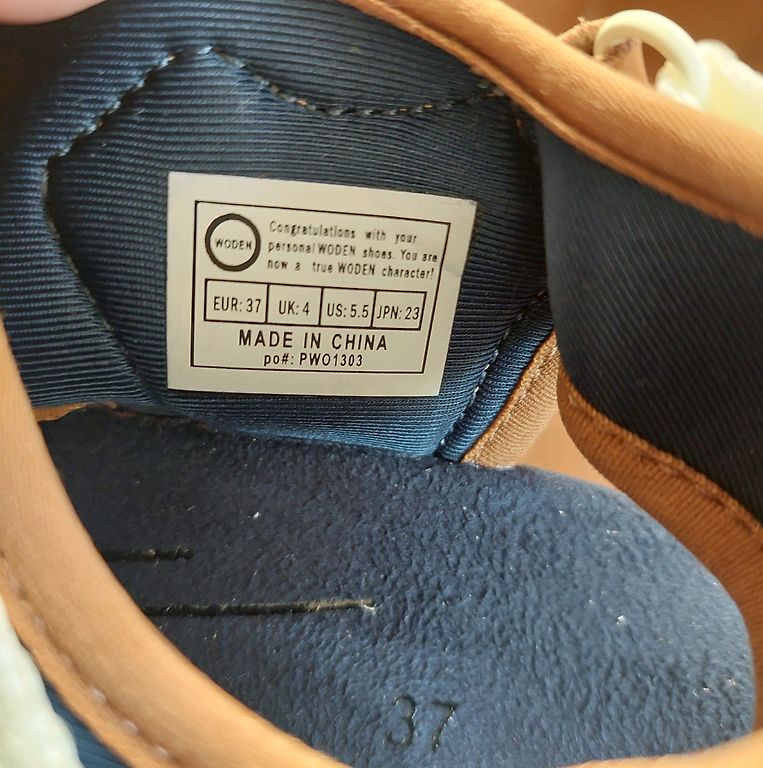 WODEN
Congratulations with your
personal WODEN shoes. You are
now a true WODEN character!
EUR: 37 UK: 4 US: 5.5 JPN: 23
MADE IN CHINA
po#: PWO1303
37